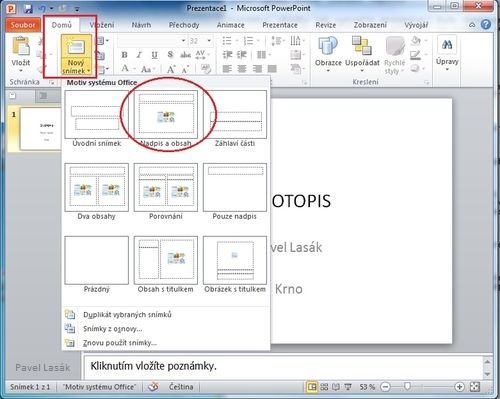 Prezentace1 - Microsoft PowerPoint
Soubor Domů Vložení Návrh Přechody Animace Prezentace Revize Zobrazení Vývojář
Vložit
Nový snímek
Obrazce Uspořádat Rychlé styly Úpravy
Schránka
Kreslení
Motiv systému Office
Úvodní snímek Nadpis a obsah Záhlaví části
Dva obsahy Porovnání Pouze nadpis
Prázdný Obsah s titulkem Obrázek s titulkem
Duplikát vybraných snímků
Snímky z osnovy...
Znovu použít snímky...
1
OTOPIS
vel Lasák
Krno
Pavel Lasák
Kliknutím vložíte poznámky.
Snímek 1 z 1 "Motiv systému Office" Čeština 53 %